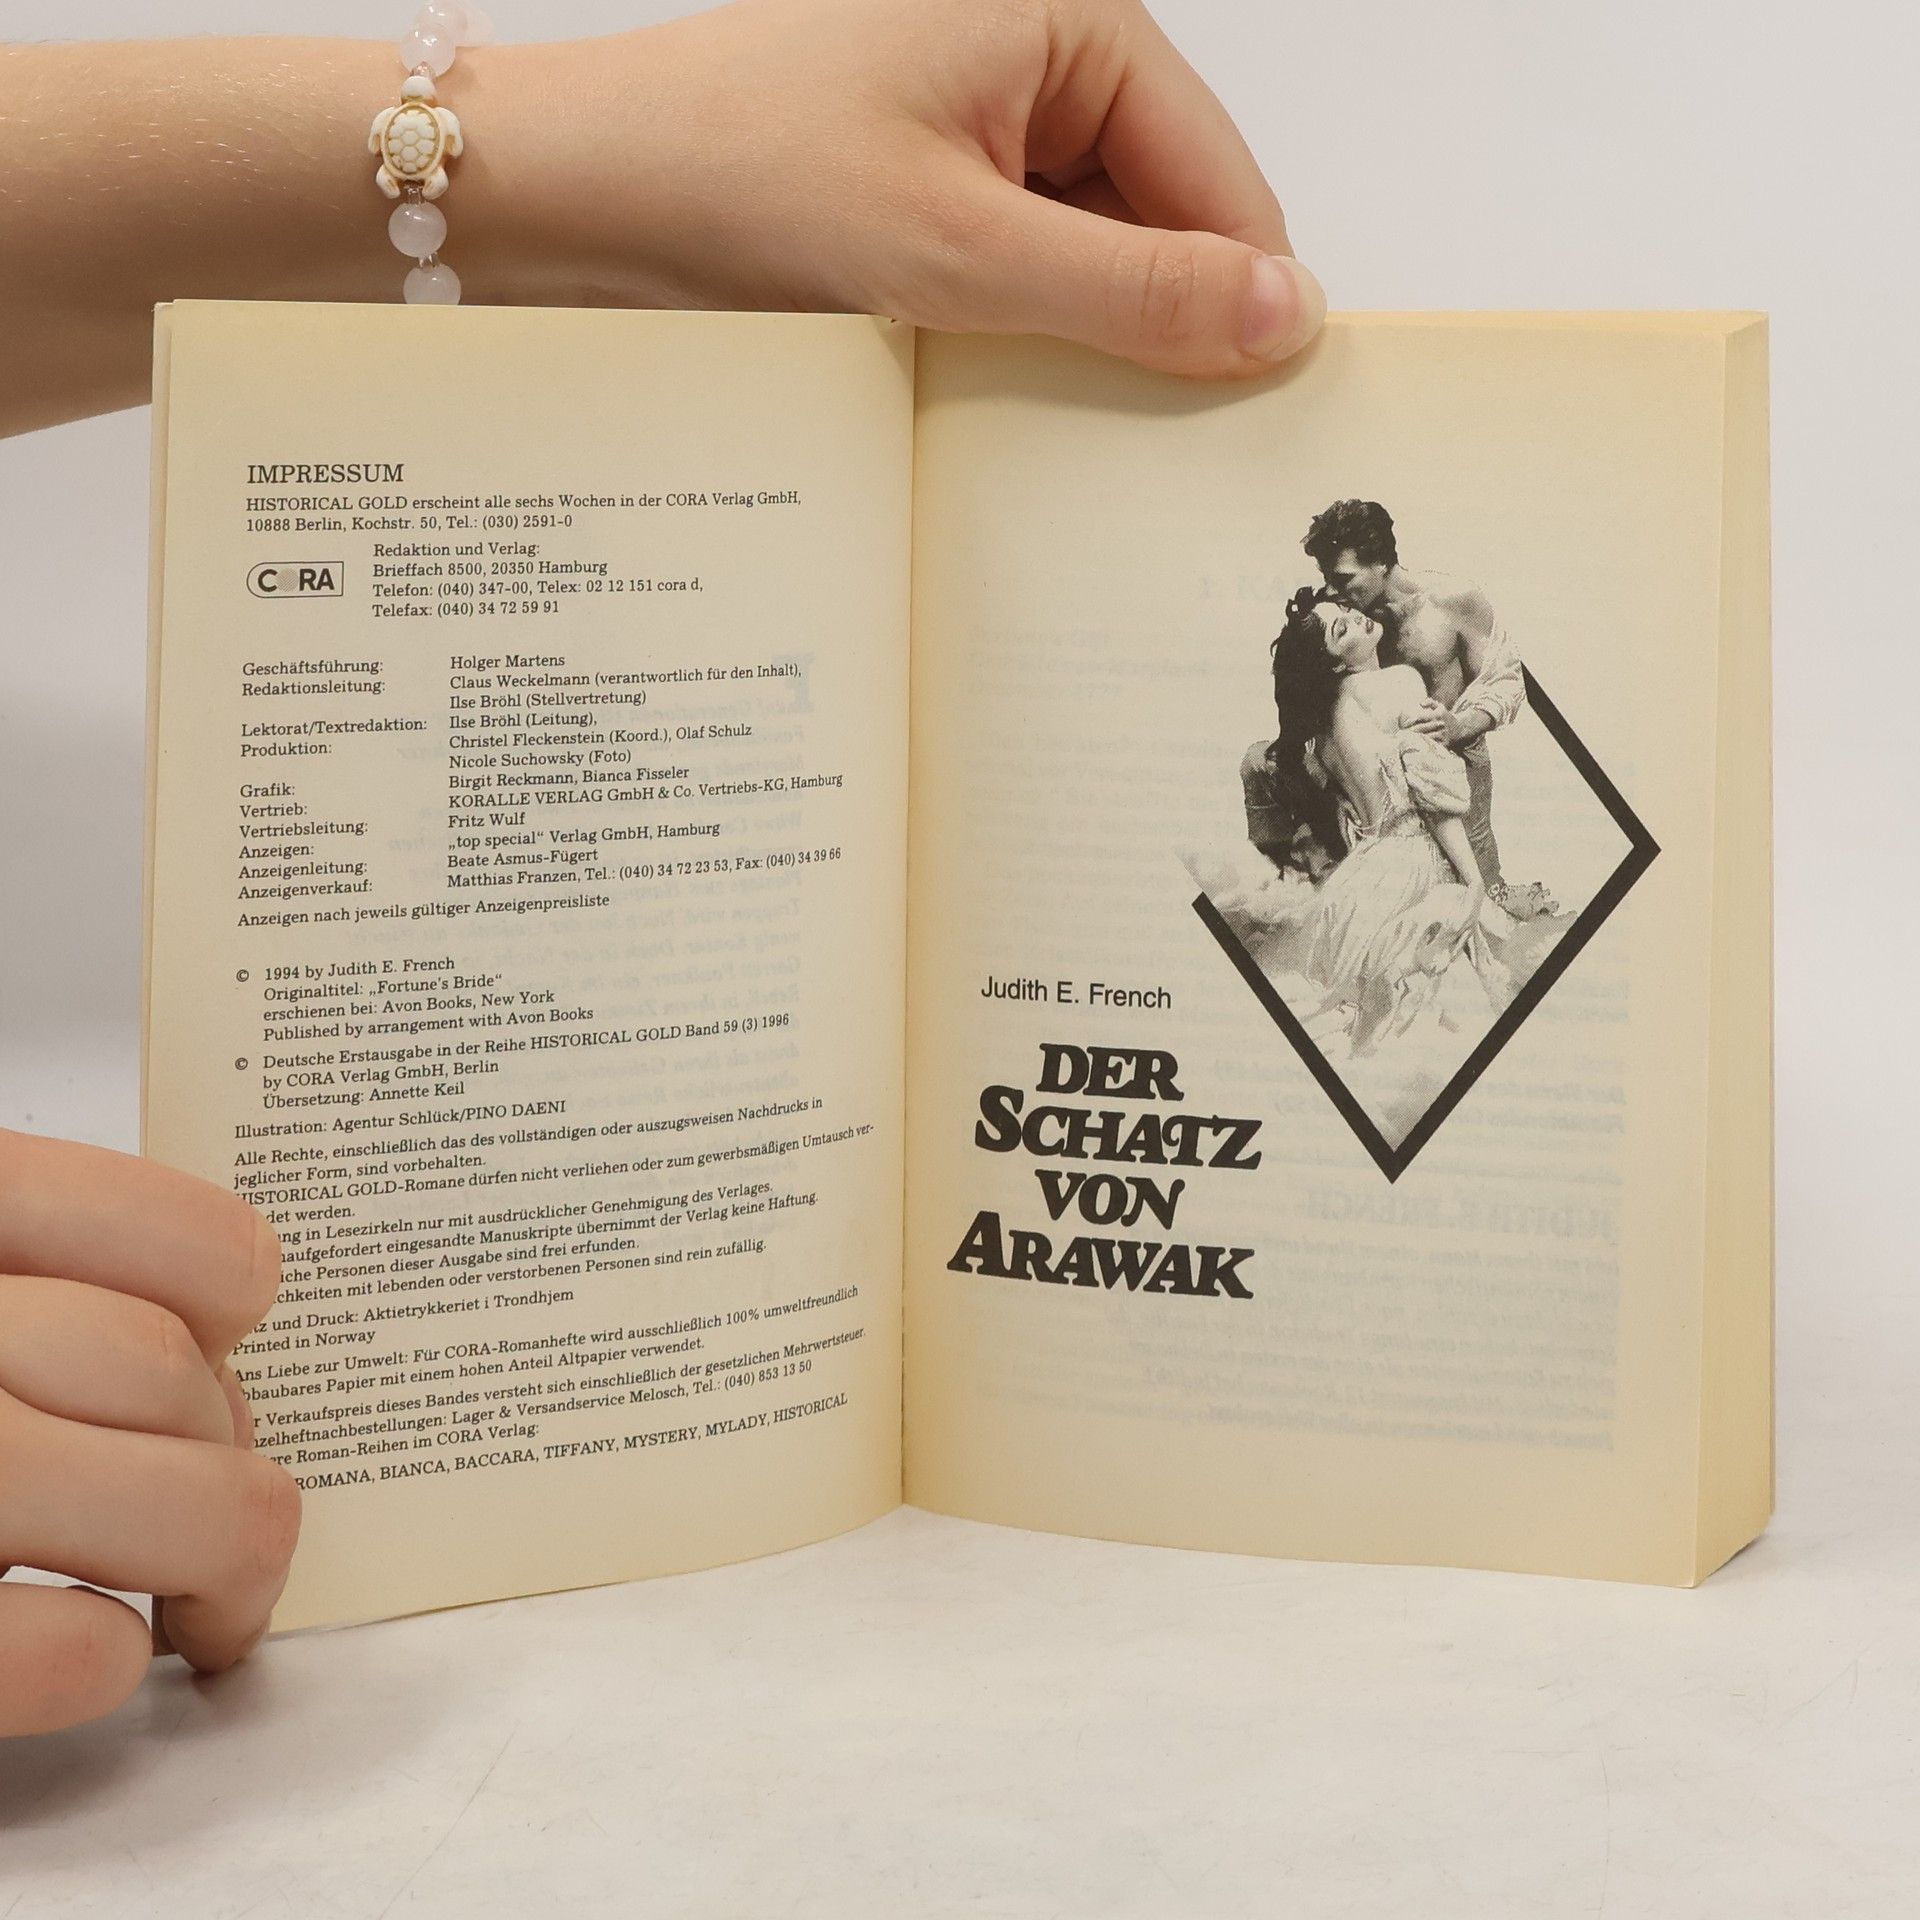 IMPRESSUM
HISTORICAL GOLD erscheint alle sechs Wochen in der CORA Verlag GmbH,
10888 Berlin, Kochstr. 50, Tel.: (030) 2591-0
CORA
Redaktion und Verlag:
Brieffach 8500, 20350 Hamburg
Telefon: (040) 347-00, Telex: 02 12 151 cora d,
Telefax: (040) 34 72 59 91
Geschäftsführung: Holger Martens
Redaktionsleitung: Claus Weckelmann (verantwortlich für den Inhalt),
Ilse Bröhl (Stellvertretung)
Lektorat/Textredaktion: Ilse Bröhl (Leitung),
Produktion: Christel Fleckenstein (Koord.), Olaf Schulz
Nicole Suchowsky (Foto)
Grafik: Birgit Reckmann, Bianca Fisseler
Vertrieb: KORALLE VERLAG GmbH & Co. Vertriebs-KG, Hamburg
Vertriebsleitung: Fritz Wulf
Anzeigen: „top special“ Verlag GmbH, Hamburg
Anzeigenleitung: Beate Asmus-Fügert
Anzeigenverkauf: Matthias Franzen, Tel.: (040) 34 72 23 53, Fax: (040) 34 39 66
Anzeigen nach jeweils gültiger Anzeigenpreisliste
© 1994 by Judith E. French
Originaltitel: „Fortune's Bride“
erschienen bei: Avon Books, New York
Published by arrangement with Avon Books
© Deutsche Erstausgabe in der Reihe HISTORICAL GOLD Band 59 (3) 1996
by CORA Verlag GmbH, Berlin
Übersetzung: Annette Keil
Illustration: Agentur Schlück/PINO DAENI
Alle Rechte, einschließlich das des vollständigen oder auszugsweisen Nachdrucks in
jeglicher Form, sind vorbehalten.
HISTORICAL GOLD-Romane dürfen nicht verliehen oder zum gewerbsmäßigen Umtausch ver-
det werden.
ng in Lesezirkeln nur mit ausdrücklicher Genehmigung des Verlages.
naufgefordert eingesandte Manuskripte übernimmt der Verlag keine Haftung.
iche Personen dieser Ausgabe sind frei erfunden.
chkeiten mit lebenden oder verstorbenen Personen sind rein zufällig.
tz und Druck: Aktietrykkeriet i Trondhjem
Printed in Norway
Aus Liebe zur Umwelt: Für CORA-Romanhefte wird ausschließlich 100% umweltfreundlich
bbaubares Papier mit einem hohen Anteil Altpapier verwendet.
r Verkaufspreis dieses Bandes versteht sich einschließlich der gesetzlichen Mehrwertsteuer.
nzelheftnachbestellungen: Lager & Versandservice Melosch, Tel.: (040) 853 13 50
re Roman-Reihen im CORA Verlag:
ROMANA, BIANCA, BACCARA, TIFFANY, MYSTERY, MYLADY, HISTORICAL
Judith E. French
DER
SCHATZ
VON
ARAWAK